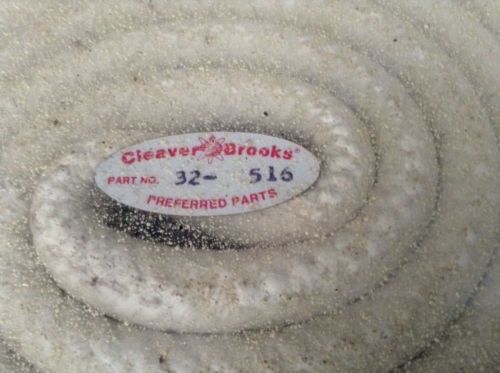 Cleaver Brooks®
PART NO. 32- 516
PREFERRED PARTS